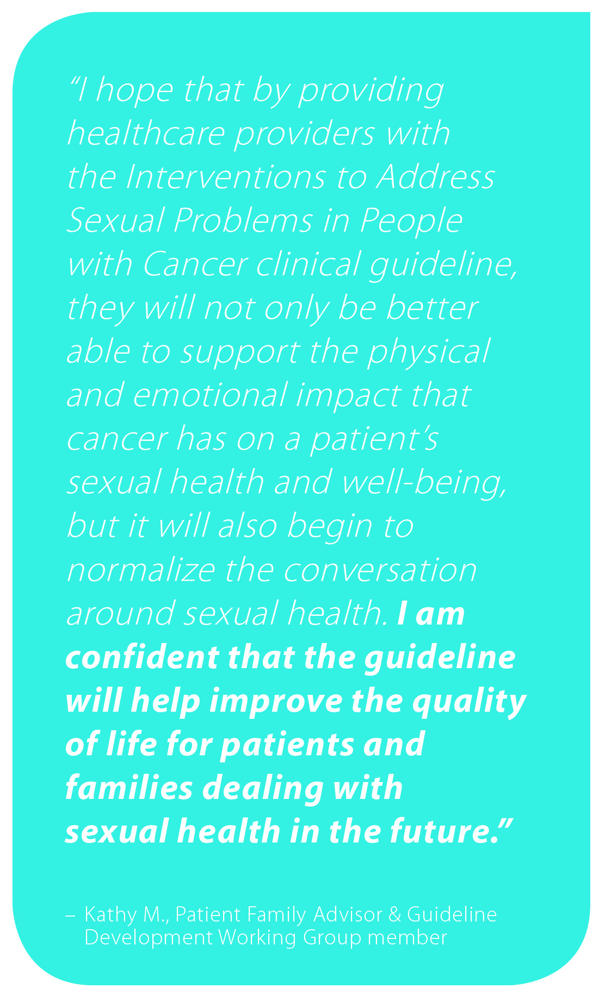 “I hope that by providing
healthcare providers with
the Interventions to Address
Sexual Problems in People
with Cancer clinical guideline,
they will not only be better
able to support the physical
and emotional impact that
cancer has on a patient’s
sexual health and well-being,
but it will also begin to
normalize the conversation
around sexual health. I am
confident that the guideline
will help improve the quality
of life for patients and
families dealing with
sexual health in the future.”
– Kathy M., Patient Family Advisor & Guideline
Development Working Group member